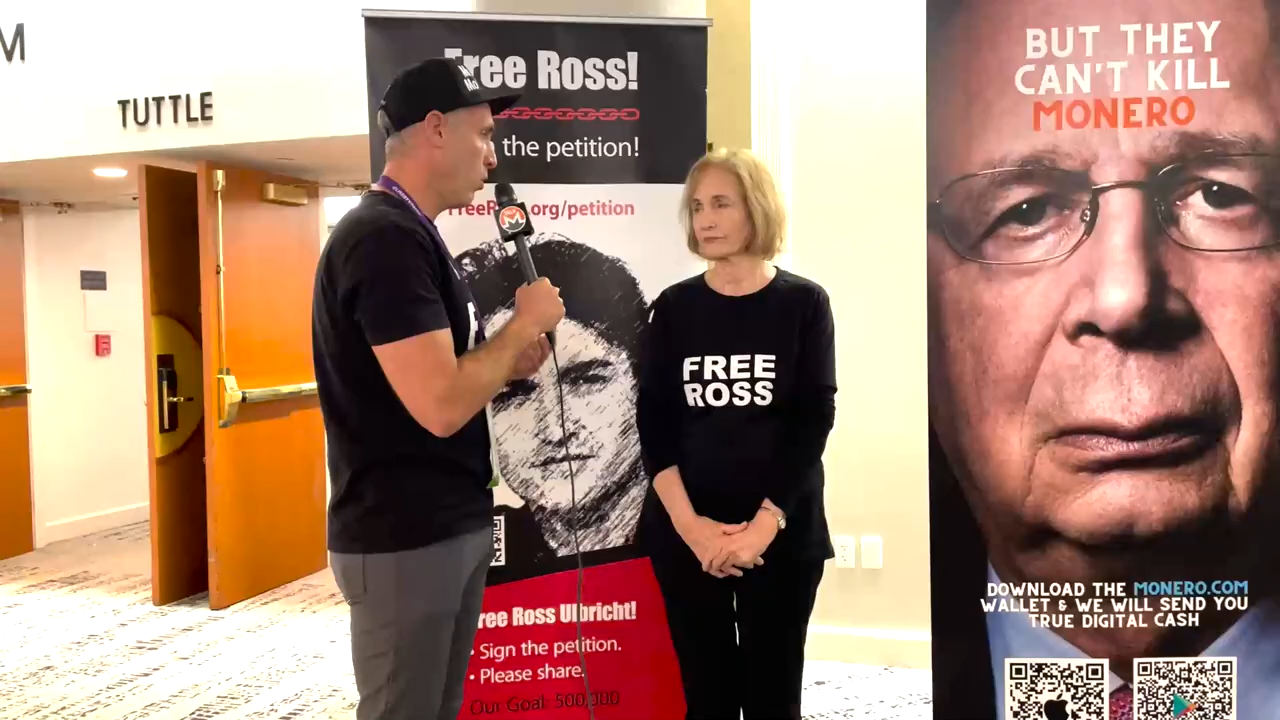 M
TUTTLE
Free Ross!
the petition!
.org/petition
FREE
ROSS
Free Ross Ulbricht!
• Sign the petition.
• Please share.
Our Goal: 500,000
BUT THEY
CAN'T KILL
MONERO
DOWNLOAD THE MONERO.COM
WALLET & WE WILL SEND YOU
TRUE DIGITAL CASH